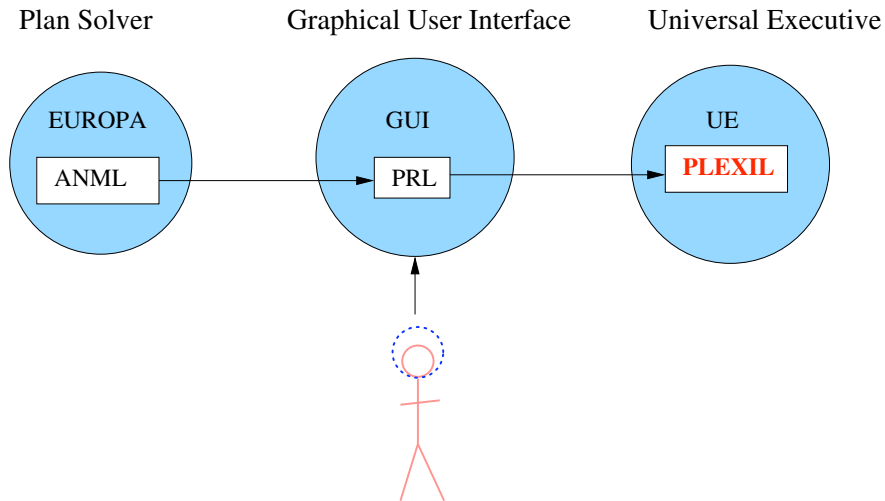 Plan Solver
Graphical User Interface
Universal Executive
EUROPA
GUI
UE
ANML
PRL
PLEXIL